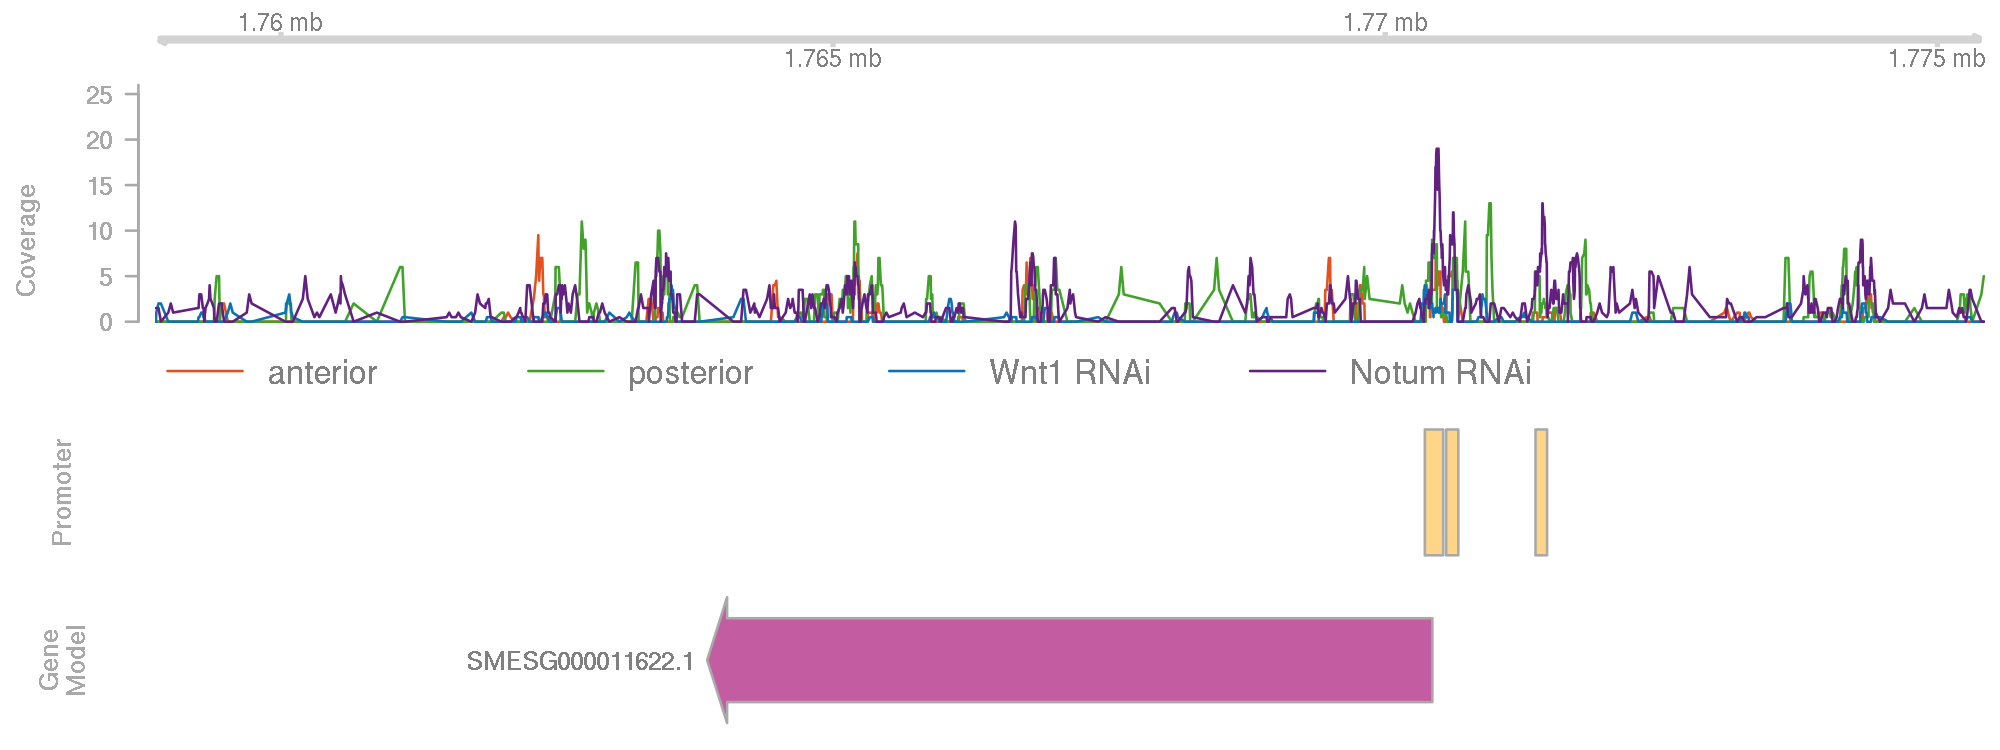 1.76 mb
1.77 mb
1.765 mb
1.775 mb
Coverage
25
20
15
10
5
0
anterior
posterior
Wnt1 RNAi
Notum RNAi
Promoter
Gene
Model
SMESG000011622.1